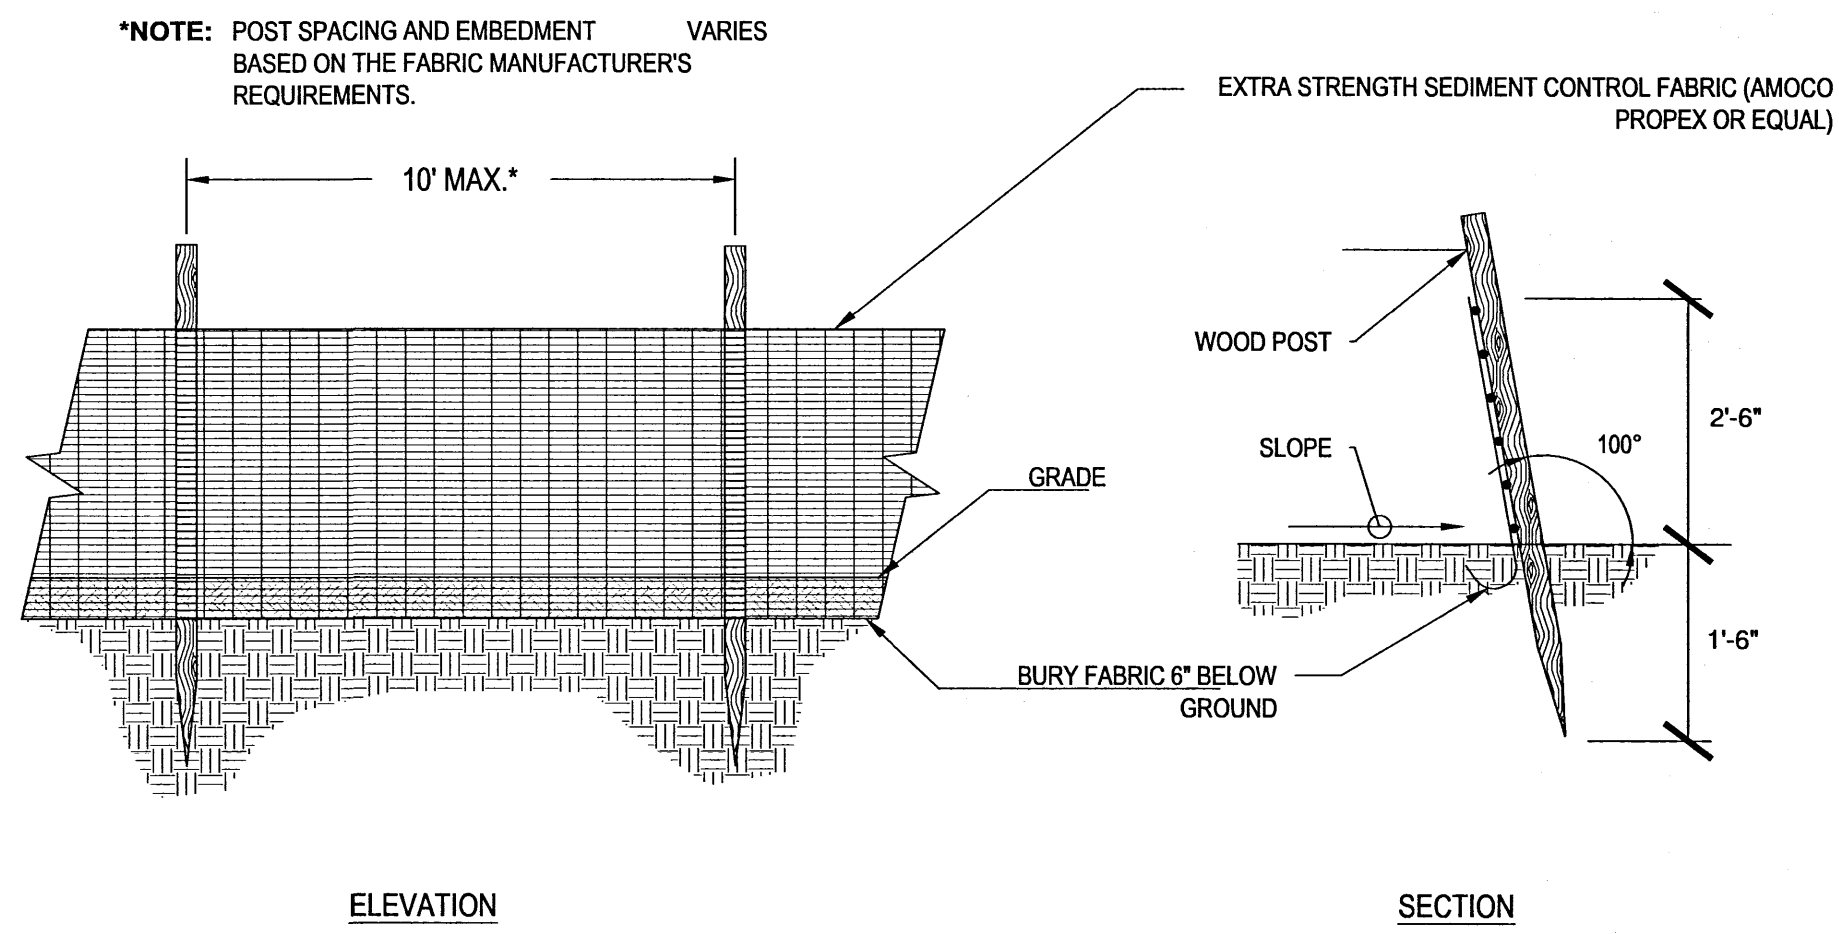 *NOTE: POST SPACING AND EMBEDMENT VARIES
BASED ON THE FABRIC MANUFACTURER'S
REQUIREMENTS.
EXTRA STRENGTH SEDIMENT CONTROL FABRIC (AMOCO
PROPEX OR EQUAL)
10' MAX.*
WOOD POST
2'-6"
SLOPE
100°
GRADE
1'-6"
BURY FABRIC 6" BELOW
GROUND
ELEVATION
SECTION